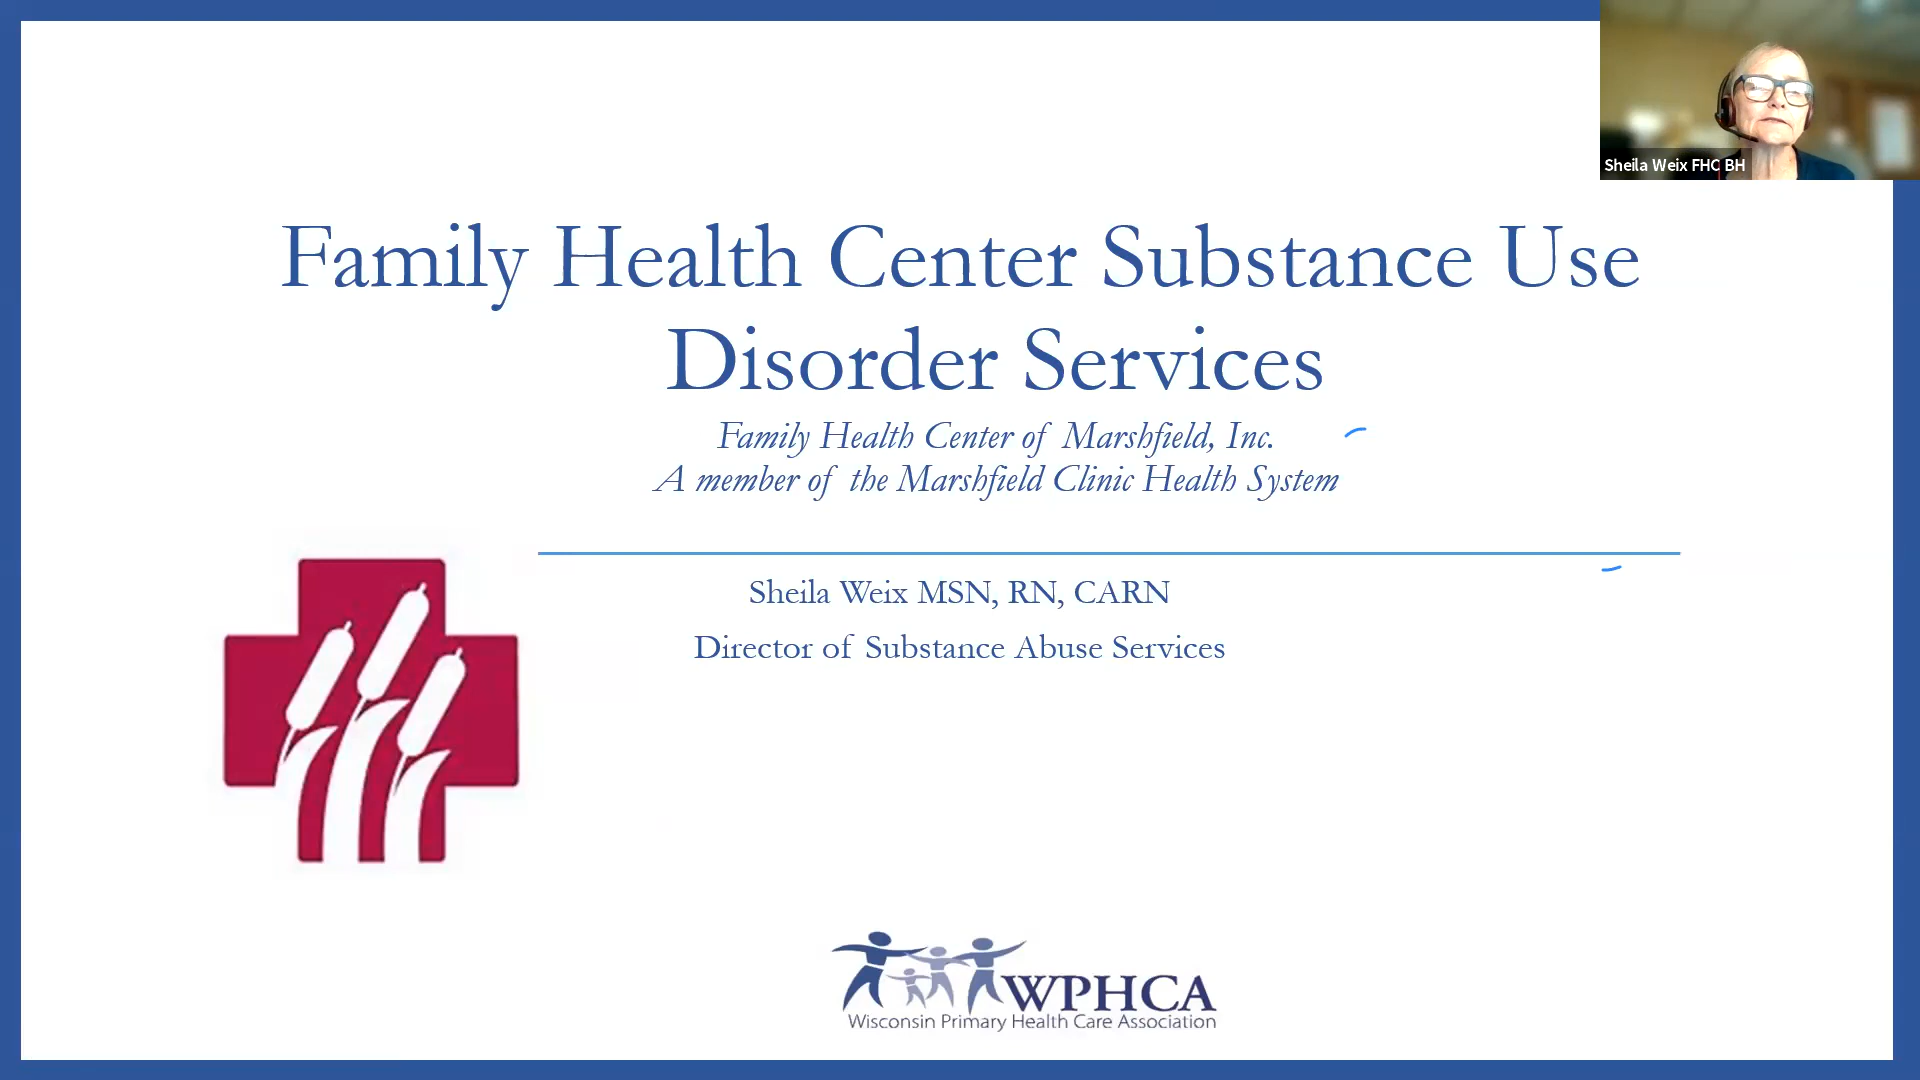 Sheila Weix FHC BH
Family Health Center Substance Use
Disorder Services
Family Health Center of Marshfield, Inc.
A member of the Marshfield Clinic Health System
Sheila Weix MSN, RN, CARN
Director of Substance Abuse Services
WPHCA
Wisconsin Primary Health Care Association